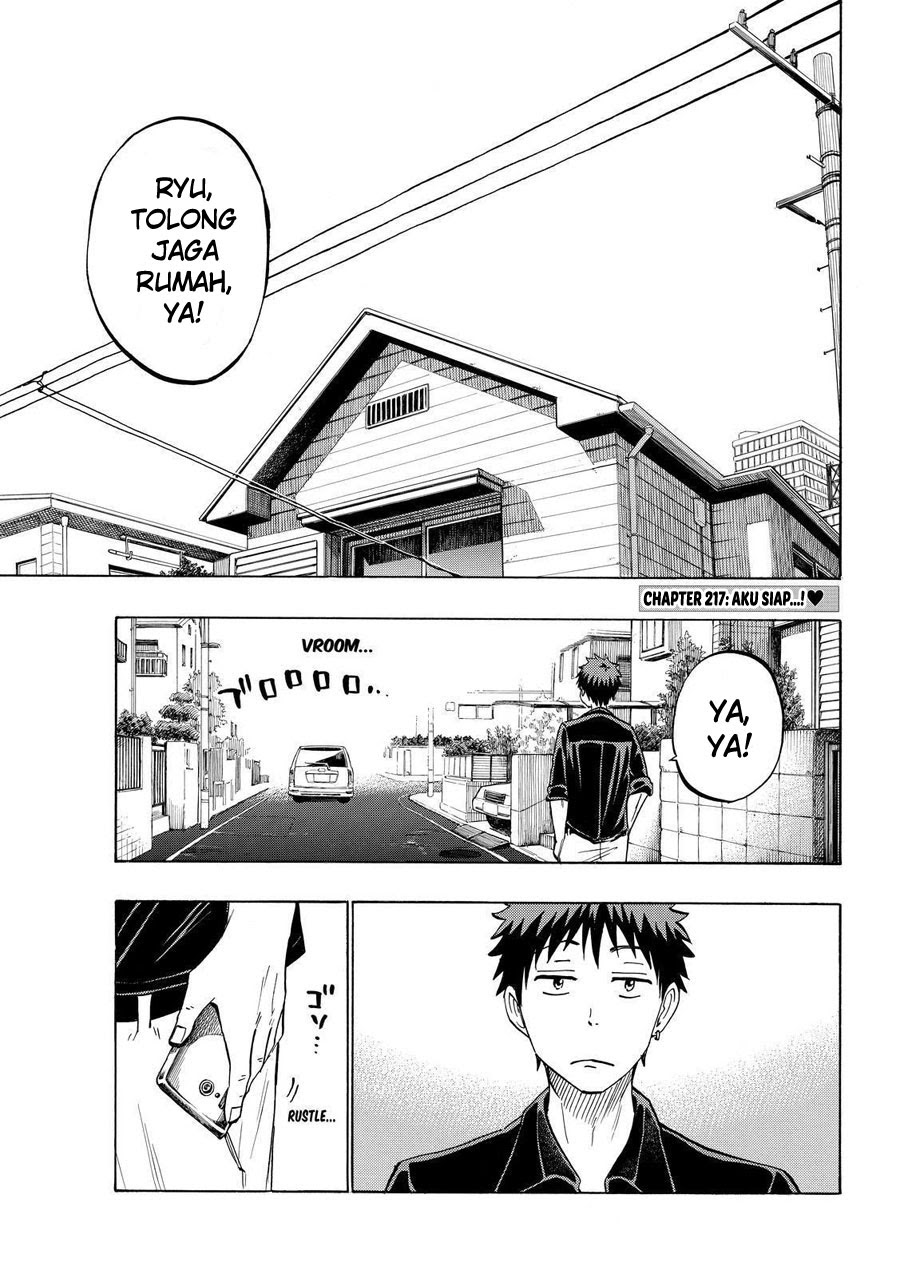 RYU,
TOLONG
JAGA
RUMAH,
YA!
CHAPTER 217: AKU SIAP...! ♥
VROOM...
ブロロロロ..
YA,
YA!
ゴソ...
RUSTLE...